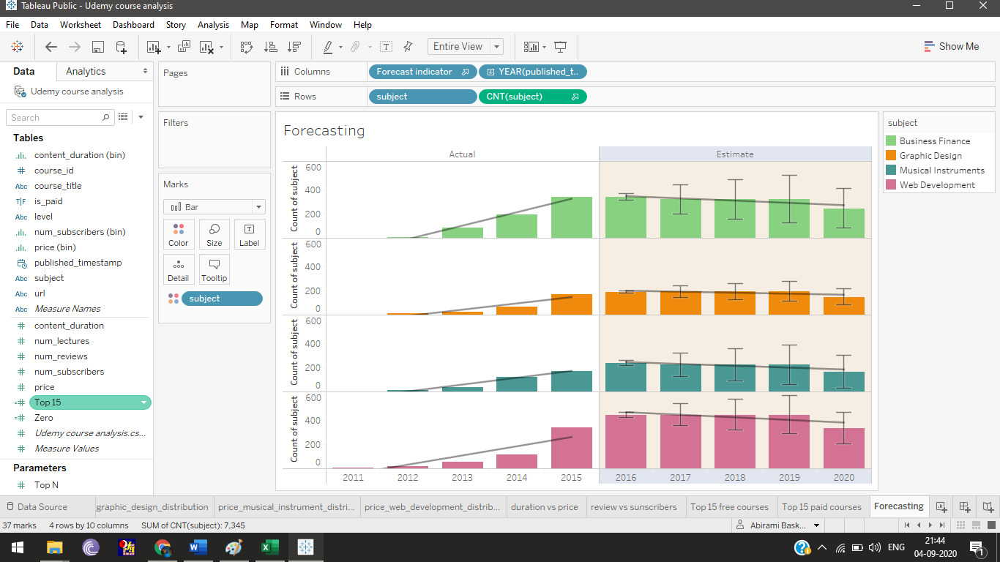 Tableau Public - Udemy course analysis
File Data Worksheet Dashboard Story Analysis Map Format Window Help
Entire View
Show Me
Data Analytics
Udemy course analysis
Search
Tables
content_duration (bin)
# course_id
Abc course_title
T|F is_paid
Abc level
num_subscribers (bin)
price (bin)
published_timestamp
Abc subject
Abc url
Abc Measure Names
# content_duration
# num_lectures
# num_reviews
# num_subscribers
# price
=# Top 15
=# Zero
# Udemy course analysis.cs...
# Measure Values
Parameters
# Top N
Pages
Filters
Marks
Bar
Color Size Label
Detail Tooltip
subject
Columns Forecast indicator YEAR(published_t..
Rows subject CNT(subject)
Forecasting
Actual Estimate
Count of subject
600
400
200
0
Count of subject
600
400
200
0
Count of subject
600
400
200
0
Count of subject
600
400
200
0
2011 2012 2013 2014 2015 2016 2017 2018 2019 2020
subject
Business Finance
Graphic Design
Musical Instruments
Web Development
Data Source _graphic_design_distribution price_musical_instrument_distri... price_web_development_distrib... duration vs price review vs sunscribers Top 15 free courses Top 15 paid courses Forecasting
37 marks 4 rows by 10 columns SUM of CNT(subject): 7,345 Abirami Bask...
ENG
21:44
04-09-2020
1